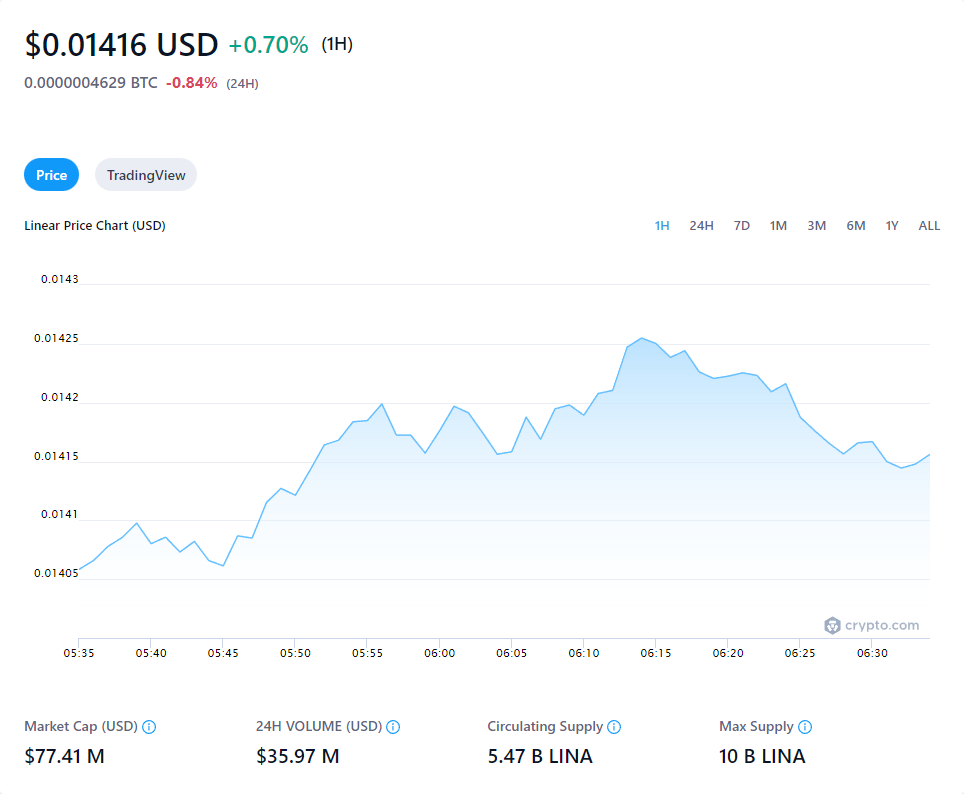 $0.01416 USD +0.70% (1H)
0.0000004629 BTC -0.84% (24H)
Price TradingView
Linear Price Chart (USD) 1H 24H 7D 1M 3M 6M 1Y ALL
0.0143
0.01425
0.0142
0.01415
0.0141
0.01405
crypto.com
05:35 05:40 05:45 05:50 05:55 06:00 06:05 06:10 06:15 06:20 06:25 06:30
Market Cap (USD) 24H VOLUME (USD) Circulating Supply Max Supply
$77.41 M $35.97 M 5.47 B LINA 10 B LINA